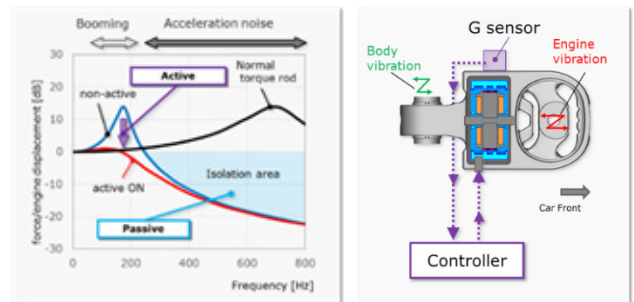 Booming
Acceleration noise
force/engine displacement [dB]
30
20
10
0
-10
-20
-30
non-active
Active
Normal
torque rod
active ON
Isolation area
Passive
0
200
400
600
800
Frequency [Hz]
G sensor
Body
vibration
Engine
vibration
Car Front
Controller